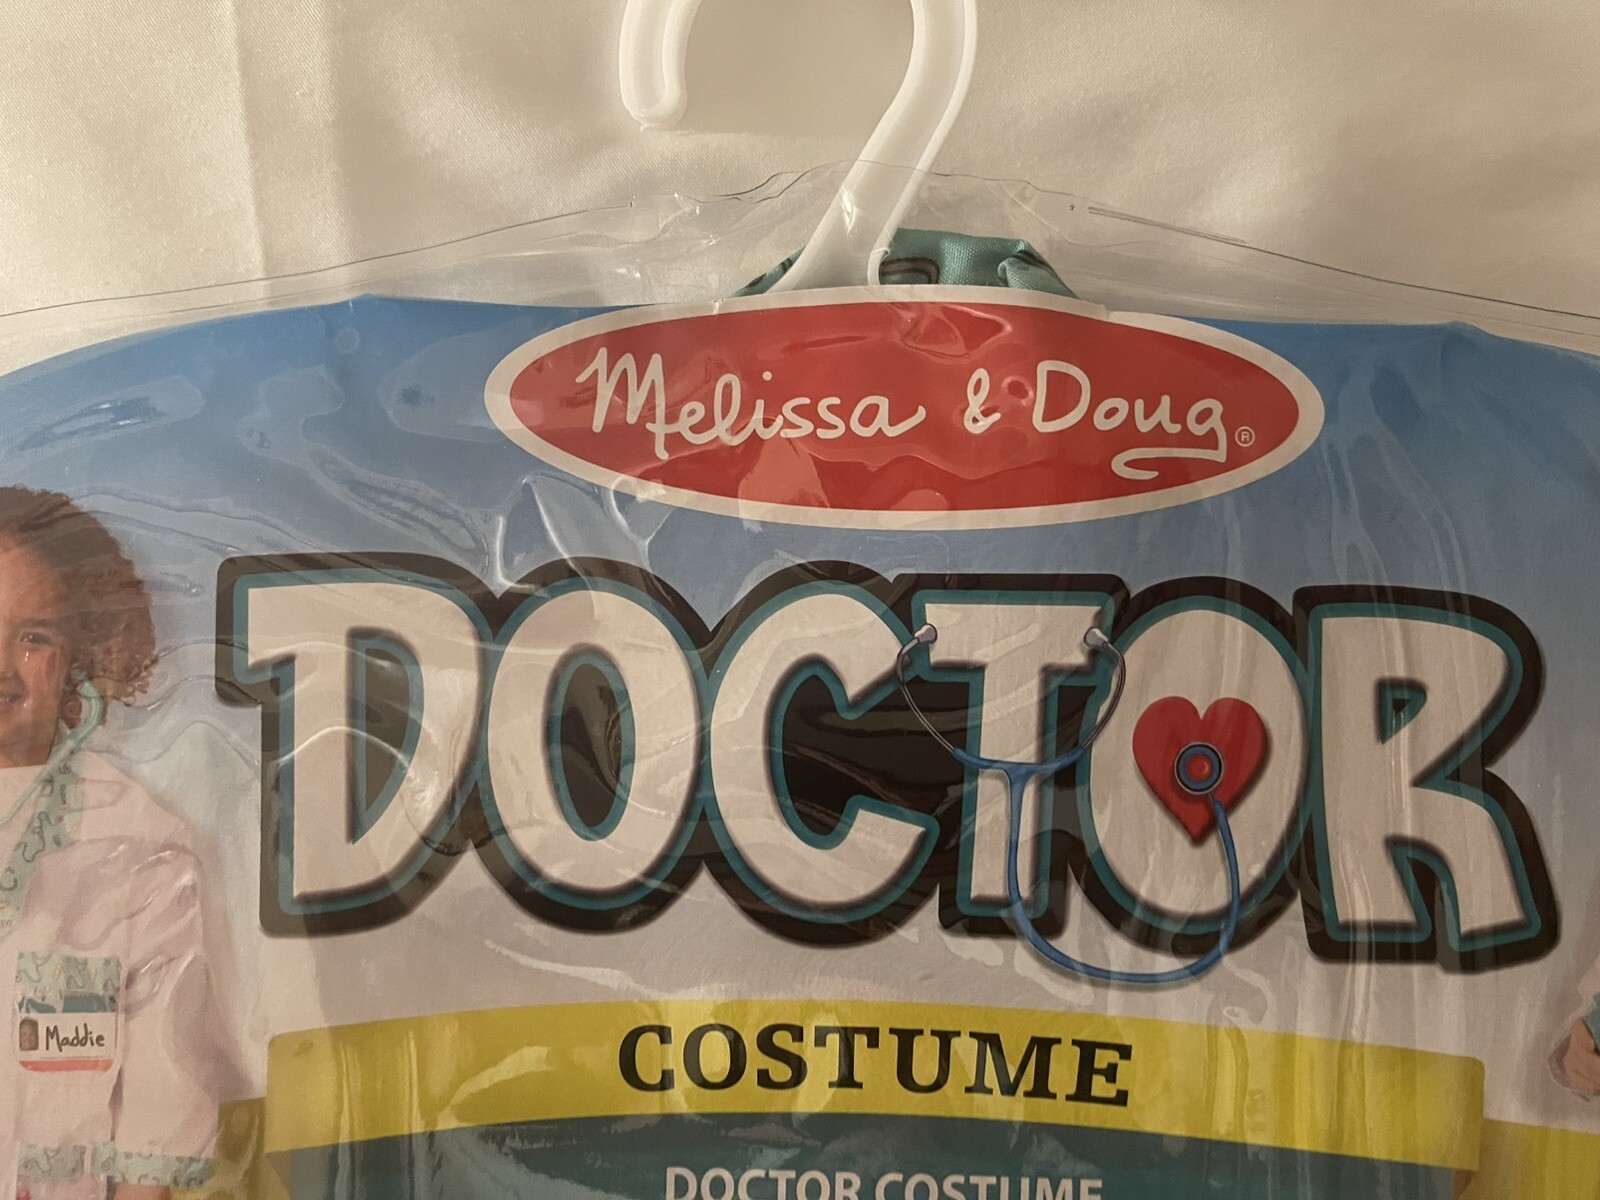 Melissa & Doug®
DOCTOR
Maddie
COSTUME
DOCTOR COSTUME